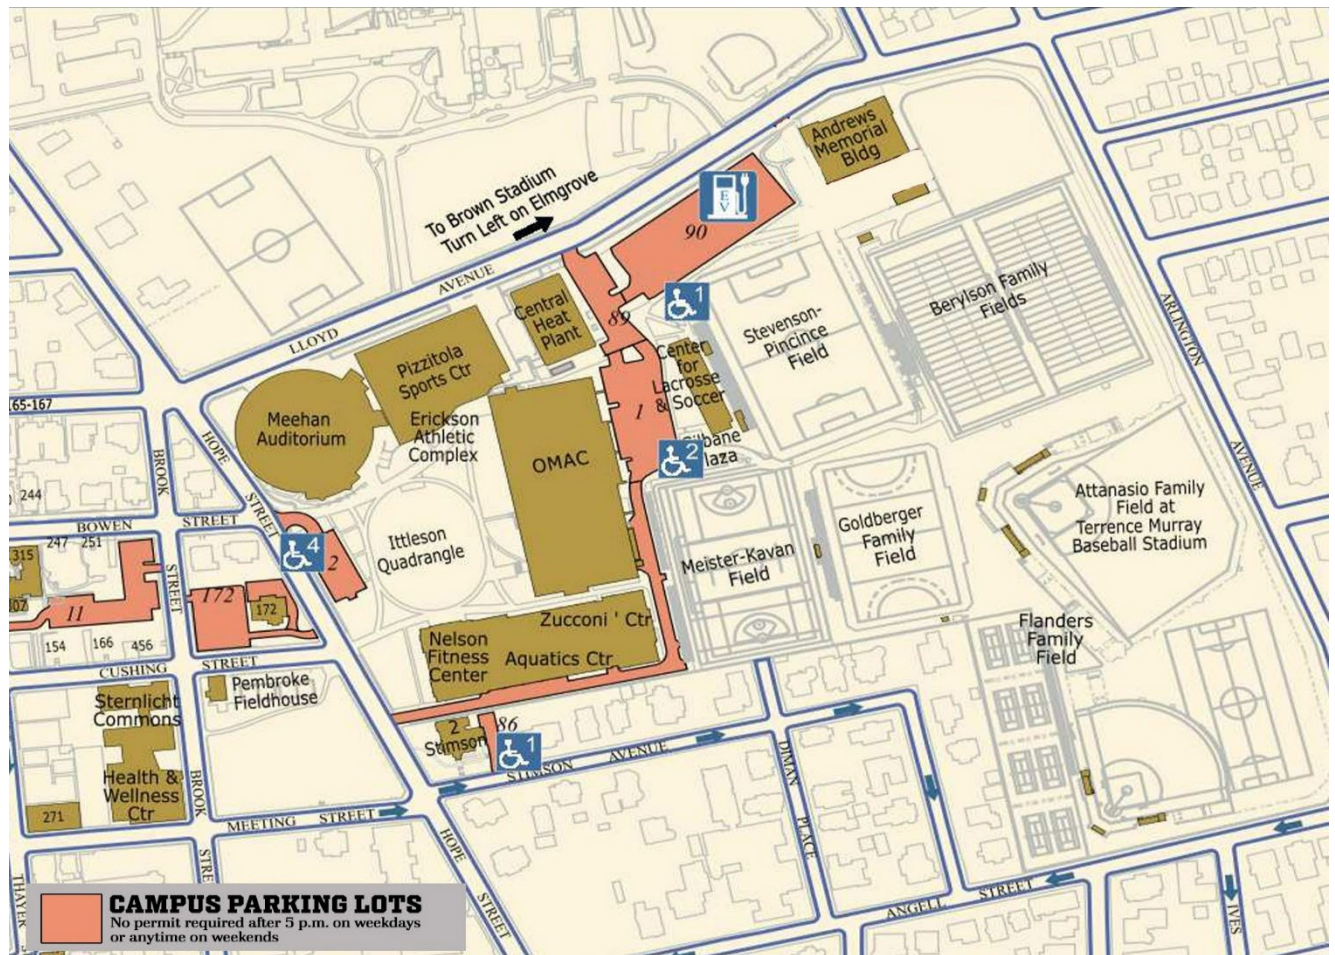 To Brown Stadium
Turn Left on Elmgrove
LLOYD
AVENUE
Andrews
Memorial
Bldg
EV
90
89
1
Central
Heat
Plant
1
Center
for
Lacrosse
& Soccer
Stevenson-
Pincince
Field
Berylson Family
Fields
ARLINGTON
AVENUE
Pizzitola
Sports Ctr
Meehan
Auditorium
Erickson
Athletic
Complex
OMAC
2
Plaza
165-167
HOPE
STREET
BROOK
STREET
244
BOWEN
STREET
247
251
315
11
172
172
4
2
Ittleson
Quadrangle
Meister-Kavan
Field
Goldberger
Family
Field
Attanasio Family
Field at
Terrence Murray
Baseball Stadium
Flanders
Family
Field
154
166
456
CUSHING
STREET
Zucconi ' Ctr
Nelson
Fitness
Center
Aquatics Ctr
Sternlicht
Commons
Pembroke
Fieldhouse
2
Stimson
86
1
STIMSON
AVENUE
DIMAN
PLACE
Health &
Wellness
Ctr
BROOK
271
MEETING
STREET
HOPE
STREET
THAYER
ANGELL
STREET
IVES
CAMPUS PARKING LOTS
No permit required after 5 p.m. on weekdays
or anytime on weekends